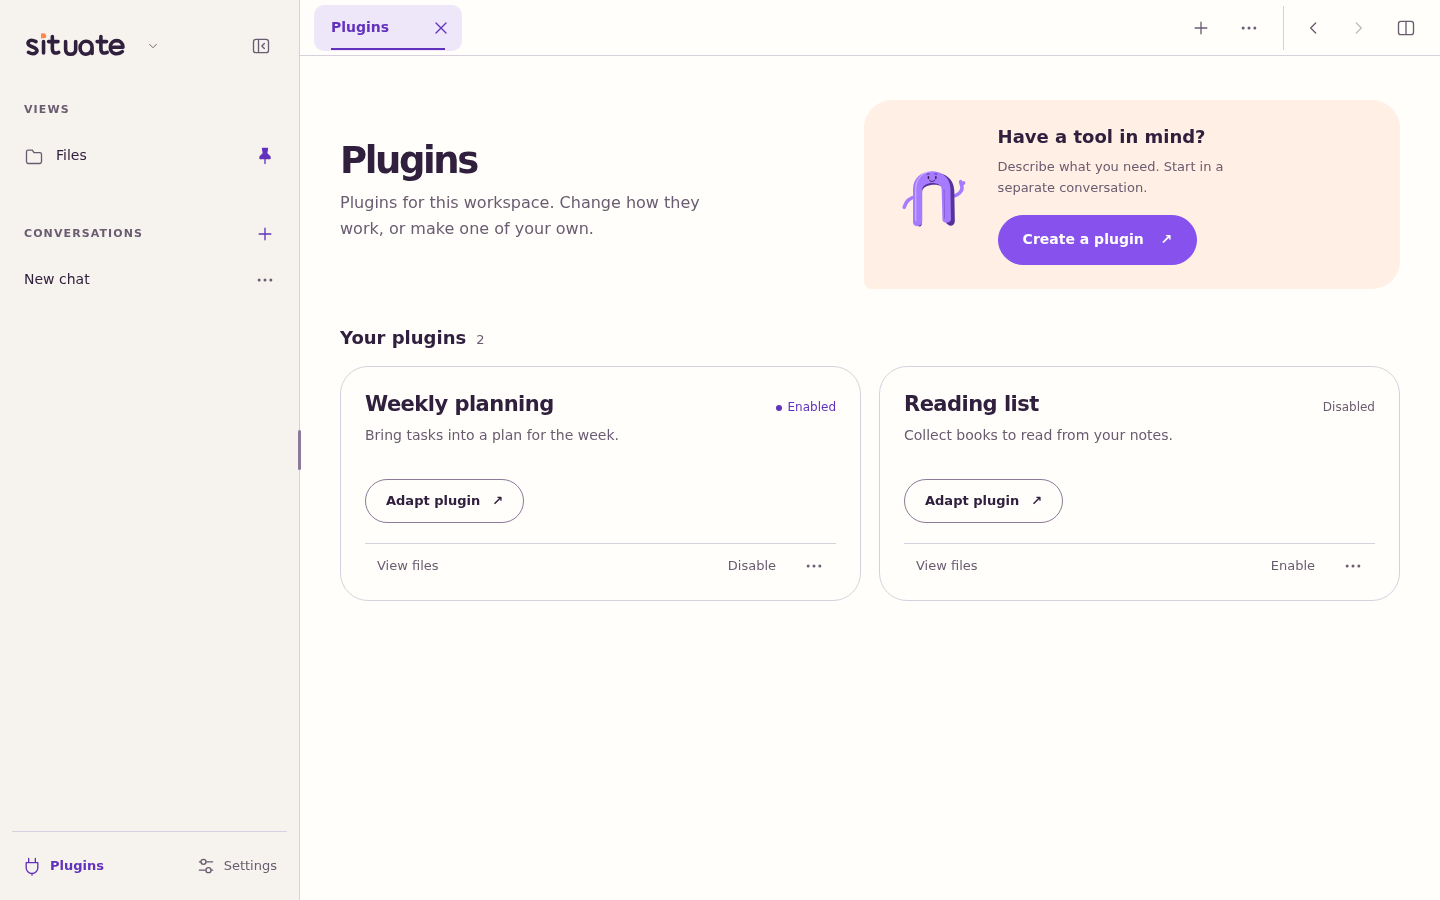 situate
VIEWS
Files
CONVERSATIONS
New chat
Plugins
Settings
Plugins
Plugins
Plugins for this workspace. Change how they
work, or make one of your own.
Have a tool in mind?
Describe what you need. Start in a
separate conversation.
Create a plugin ↗
Your plugins 2
Weekly planning
Enabled
Bring tasks into a plan for the week.
Adapt plugin ↗
View files
Disable
Reading list
Disabled
Collect books to read from your notes.
Adapt plugin ↗
View files
Enable